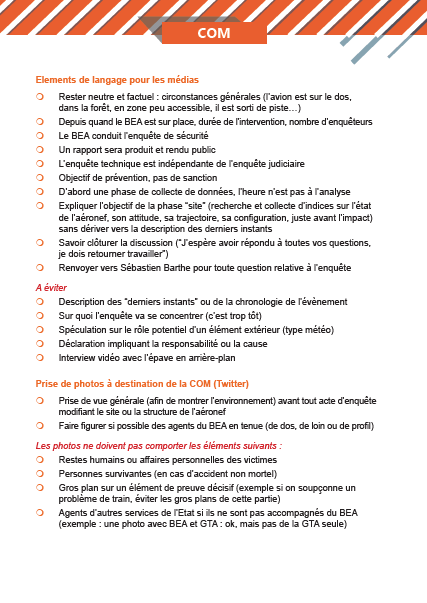 COM
Elements de langage pour les médias
Rester neutre et factuel : circonstances générales (l'avion est sur le dos,
dans la forêt, en zone peu accessible, il est sorti de piste…)
Depuis quand le BEA est sur place, durée de l'intervention, nombre d'enquêteurs
Le BEA conduit l'enquête de sécurité
Un rapport sera produit et rendu public
L'enquête technique est indépendante de l'enquête judiciaire
Objectif de prévention, pas de sanction
D'abord une phase de collecte de données, l'heure n'est pas à l'analyse
Expliquer l'objectif de la phase "site" (recherche et collecte d'indices sur l'état
de l'aéronef, son attitude, sa trajectoire, sa configuration, juste avant l'impact)
sans dériver vers la description des derniers instants
Savoir clôturer la discussion ("J'espère avoir répondu à toutes vos questions,
je dois retourner travailler")
Renvoyer vers Sébastien Barthe pour toute question relative à l'enquête
A éviter
Description des "derniers instants" ou de la chronologie de l'évènement
Sur quoi l'enquête va se concentrer (c'est trop tôt)
Spéculation sur le rôle potentiel d'un élément extérieur (type météo)
Déclaration impliquant la responsabilité ou la cause
Interview vidéo avec l'épave en arrière-plan
Prise de photos à destination de la COM (Twitter)
Prise de vue générale (afin de montrer l'environnement) avant tout acte d'enquête
modifiant le site ou la structure de l'aéronef
Faire figurer si possible des agents du BEA en tenue (de dos, de loin ou de profil)
Les photos ne doivent pas comporter les éléments suivants :
Restes humains ou affaires personnelles des victimes
Personnes survivantes (en cas d'accident non mortel)
Gros plan sur un élément de preuve décisif (exemple si on soupçonne un
problème de train, éviter les gros plans de cette partie)
Agents d'autres services de l'Etat si ils ne sont pas accompagnés du BEA
(exemple : une photo avec BEA et GTA : ok, mais pas de la GTA seule)